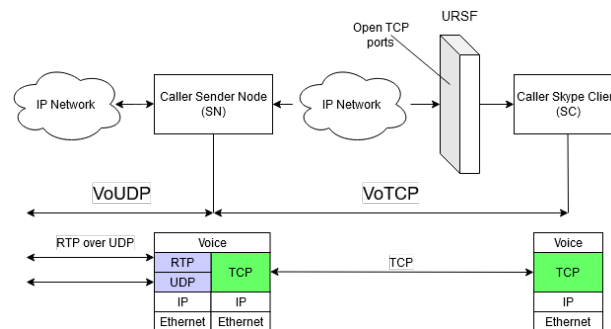 URSF
Open TCP
ports
IP Network
Caller Sender Node
(SN)
IP Network
Caller Skype Client
(SC)
VoUDP
VoTCP
RTP over UDP
Voice
RTP
UDP
TCP
IP
IP
Ethernet
Ethernet
TCP
Voice
TCP
IP
Ethernet